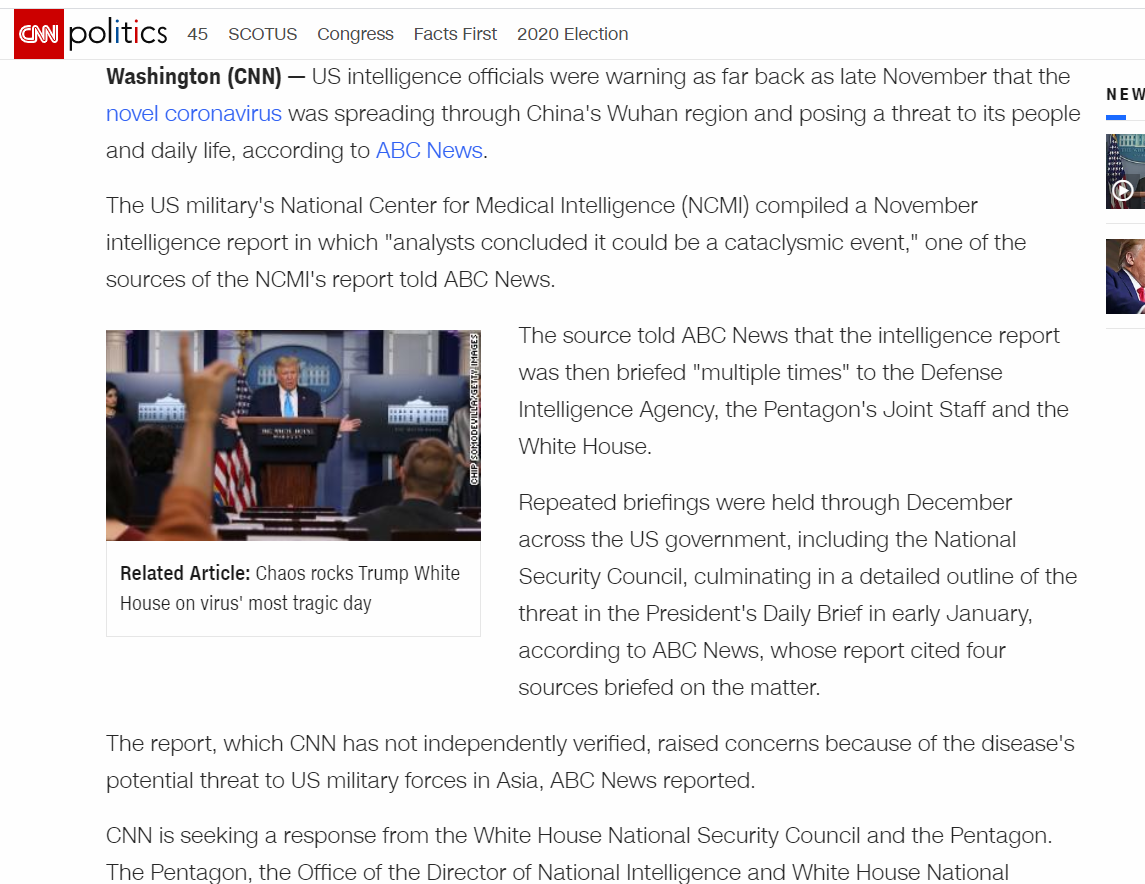 CNN politics 45 SCOTUS Congress Facts First 2020 Election
Washington (CNN) — US intelligence officials were warning as far back as late November that the
novel coronavirus was spreading through China's Wuhan region and posing a threat to its people
and daily life, according to ABC News.
NEW
The US military's National Center for Medical Intelligence (NCMI) compiled a November
intelligence report in which "analysts concluded it could be a cataclysmic event," one of the
sources of the NCMI's report told ABC News.
CHIP SOMODEVILLA/GETTY IMAGES
Related Article: Chaos rocks Trump White
House on virus' most tragic day
The source told ABC News that the intelligence report
was then briefed "multiple times" to the Defense
Intelligence Agency, the Pentagon's Joint Staff and the
White House.
Repeated briefings were held through December
across the US government, including the National
Security Council, culminating in a detailed outline of the
threat in the President's Daily Brief in early January,
according to ABC News, whose report cited four
sources briefed on the matter.
The report, which CNN has not independently verified, raised concerns because of the disease's
potential threat to US military forces in Asia, ABC News reported.
CNN is seeking a response from the White House National Security Council and the Pentagon.
The Pentagon, the Office of the Director of National Intelligence and White House National